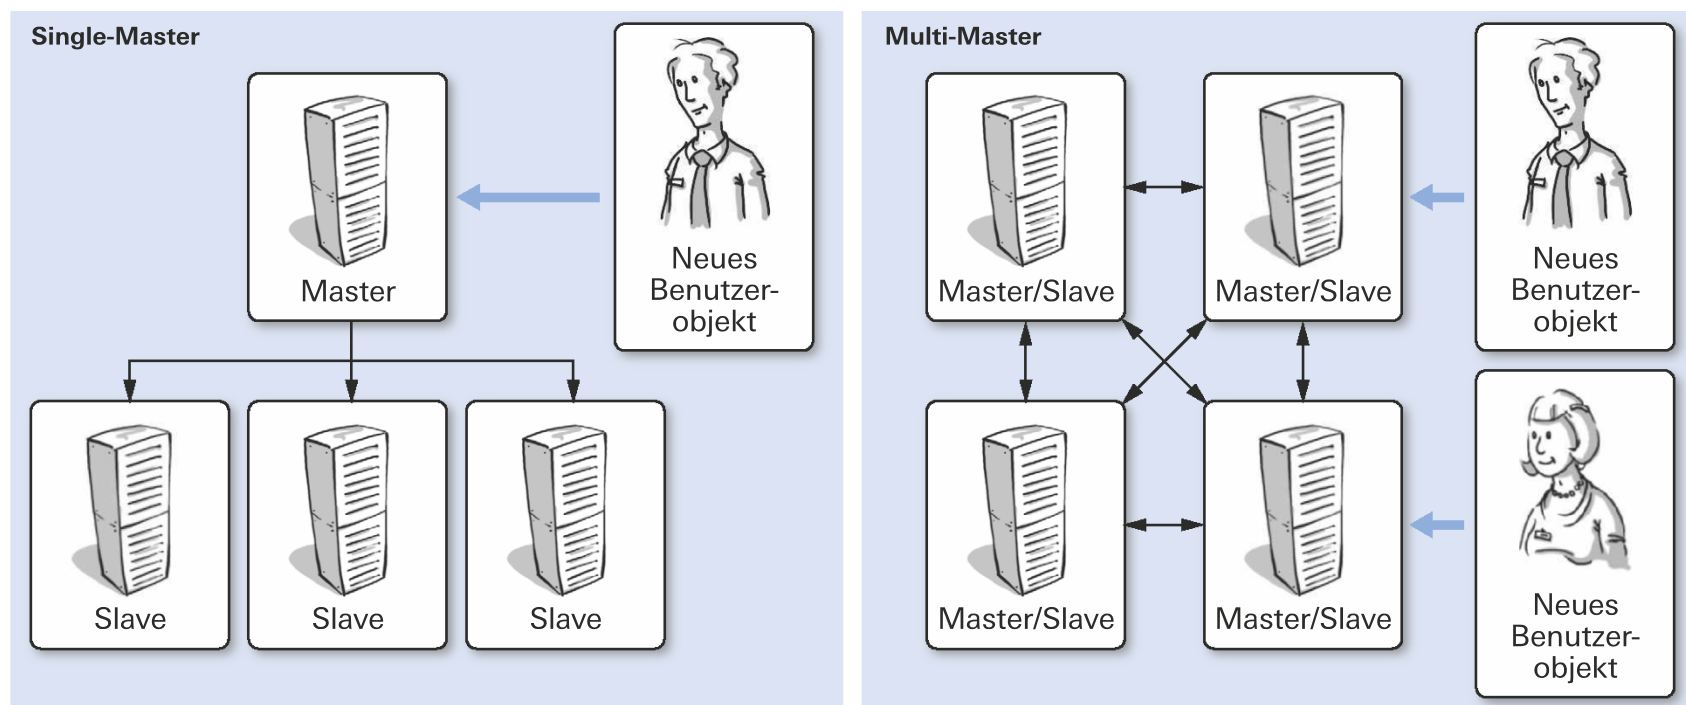 Single-Master
Master
Neues
Benutzer-
objekt
Slave
Slave
Slave
Multi-Master
Master/Slave
Master/Slave
Neues
Benutzer-
objekt
Master/Slave
Master/Slave
Neues
Benutzer-
objekt